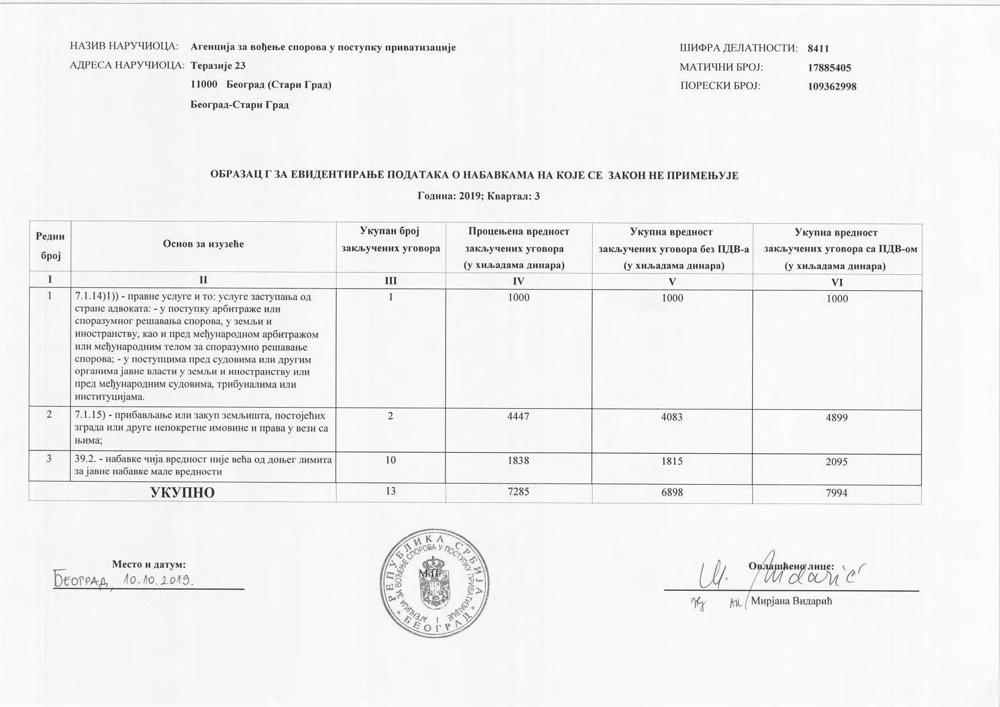 НАЗИВ НАРУЧИОЦА: Агенција за вођење спорова у поступку приватизације
АДРЕСА НАРУЧИОЦА: Теразије 23
11000 Београд (Стари Град)
Београд-Стари Град
ШИФРА ДЕЛАТНОСТИ: 8411
МАТИЧНИ БРОЈ: 17885405
ПОРЕСКИ БРОЈ: 109362998
ОБРАЗАЦ Г ЗА ЕВИДЕНТИРАЊЕ ПОДАТАКА О НАБАВКАМА НА КОЈЕ СЕ ЗАКОН НЕ ПРИМЕЊУЈЕ
Година: 2019; Квартал: 3
Редни
број
Основ за изузеће
Укупан број
закључених уговора
Процењена вредност
закључених уговора
(у хиљадама динара)
Укупна вредност
закључених уговора без ПДВ-а
(у хиљадама динара)
Укупна вредност
закључених уговора са ПДВ-ом
(у хиљадама динара)
I II III IV V VI
1
7.1.14)1)) - правне услуге и то: услуге заступања од
стране адвоката: - у поступку арбитраже или
споразумног решавања спорова, у земљи и
иностранству, као и пред међународном арбитражом
или међународним телом за споразумно решавање
спорова; - у поступцима пред судовима или другим
органима јавне власти у земљи и иностранству или
пред међународним судовима, трибуналима или
институцијама.
1 1000 1000 1000
2
7.1.15) - прибављање или закуп земљишта, постојећих
зграда или друге непокретне имовине и права у вези са
њима;
2 4447 4083 4899
3
39.2. - набавке чија вредност није већа од доњег лимита
за јавне набавке мале вредности
10 1838 1815 2095
УКУПНО 13 7285 6898 7994
Место и датум:
БЕОГРАД, 10.10.2019.
РЕПУБЛИКА СРБИЈА
АГЕНЦИЈА ЗА ВОЂЕЊЕ СПОРОВА У ПОСТУПКУ ПРИВАТИЗАЦИЈЕ
М.П.
I
* БЕОГРАД *
Овлашћено лице:
M. Vidarić
Мирјана Видарић